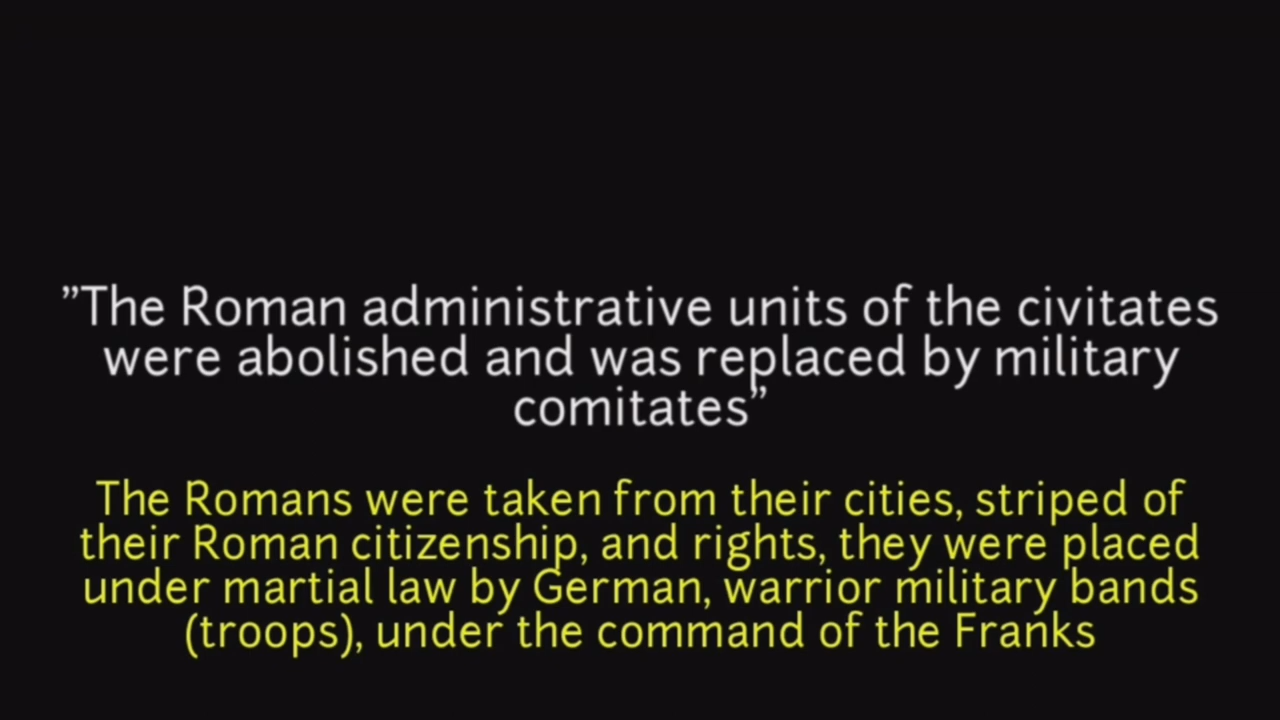 ”The Roman administrative units of the civitates
were abolished and was replaced by military
comitates”
The Romans were taken from their cities, striped of
their Roman citizenship, and rights, they were placed
under martial law by German, warrior military bands
(troops), under the command of the Franks